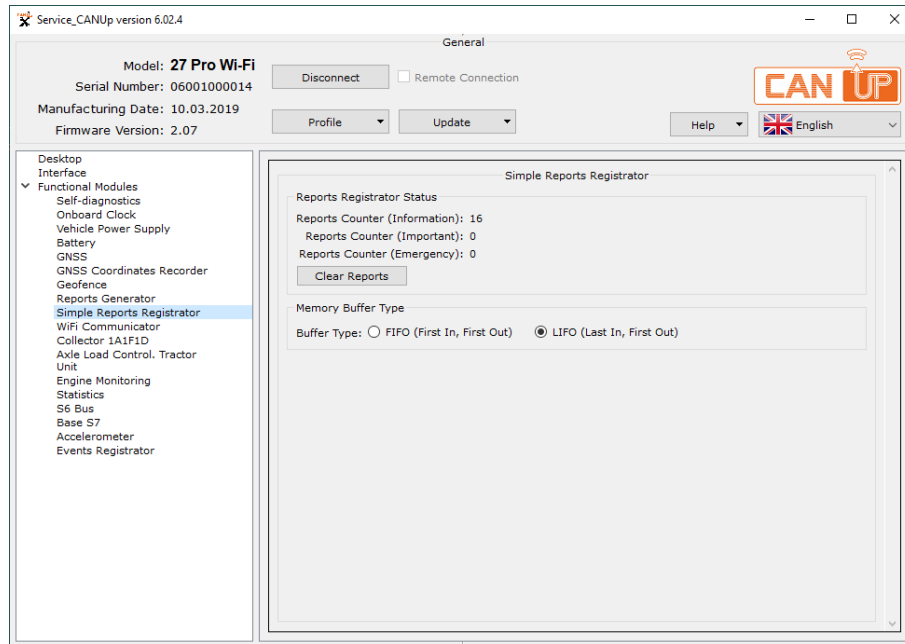 Service_CANUp version 6.02.4
General
Model: 27 Pro Wi-Fi
Serial Number: 06001000014
Manufacturing Date: 10.03.2019
Firmware Version: 2.07
Disconnect
Remote Connection
Profile
Update
CAN UP
Help
English
Desktop
Interface
Functional Modules
Self-diagnostics
Onboard Clock
Vehicle Power Supply
Battery
GNSS
GNSS Coordinates Recorder
Geofence
Reports Generator
Simple Reports Registrator
WiFi Communicator
Collector 1A1F1D
Axle Load Control. Tractor
Unit
Engine Monitoring
Statistics
S6 Bus
Base S7
Accelerometer
Events Registrator
Simple Reports Registrator
Reports Registrator Status
Reports Counter (Information): 16
Reports Counter (Important): 0
Reports Counter (Emergency): 0
Clear Reports
Memory Buffer Type
Buffer Type: FIFO (First In, First Out) LIFO (Last In, First Out)